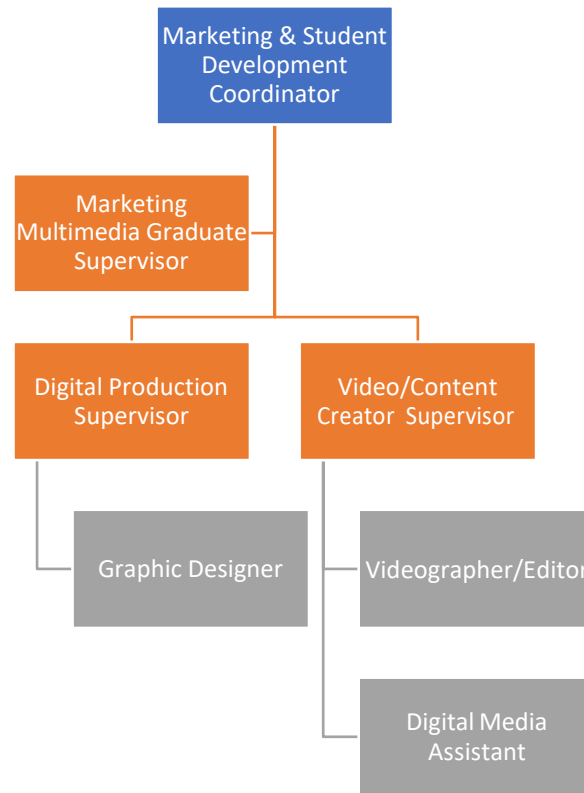 Marketing & Student
Development
Coordinator
Marketing
Multimedia Graduate
Supervisor
Digital Production
Supervisor
Video/Content
Creator Supervisor
Graphic Designer
Videographer/Editor
Digital Media
Assistant